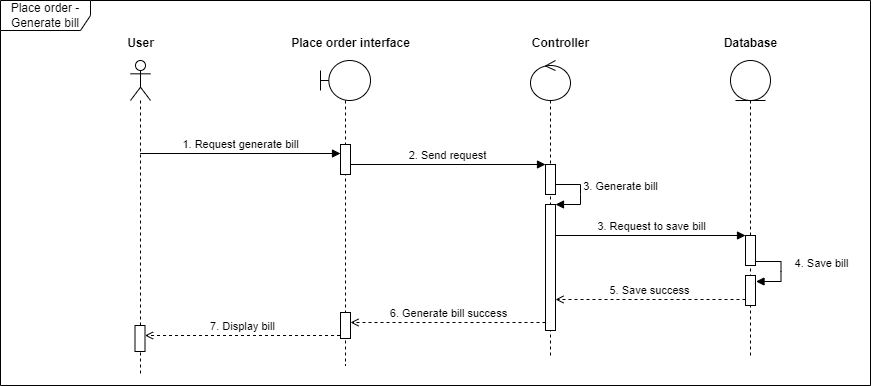 Place order -
Generate bill
User
Place order interface
Controller
Database
1. Request generate bill
2. Send request
3. Generate bill
3. Request to save bill
4. Save bill
5. Save success
6. Generate bill success
7. Display bill